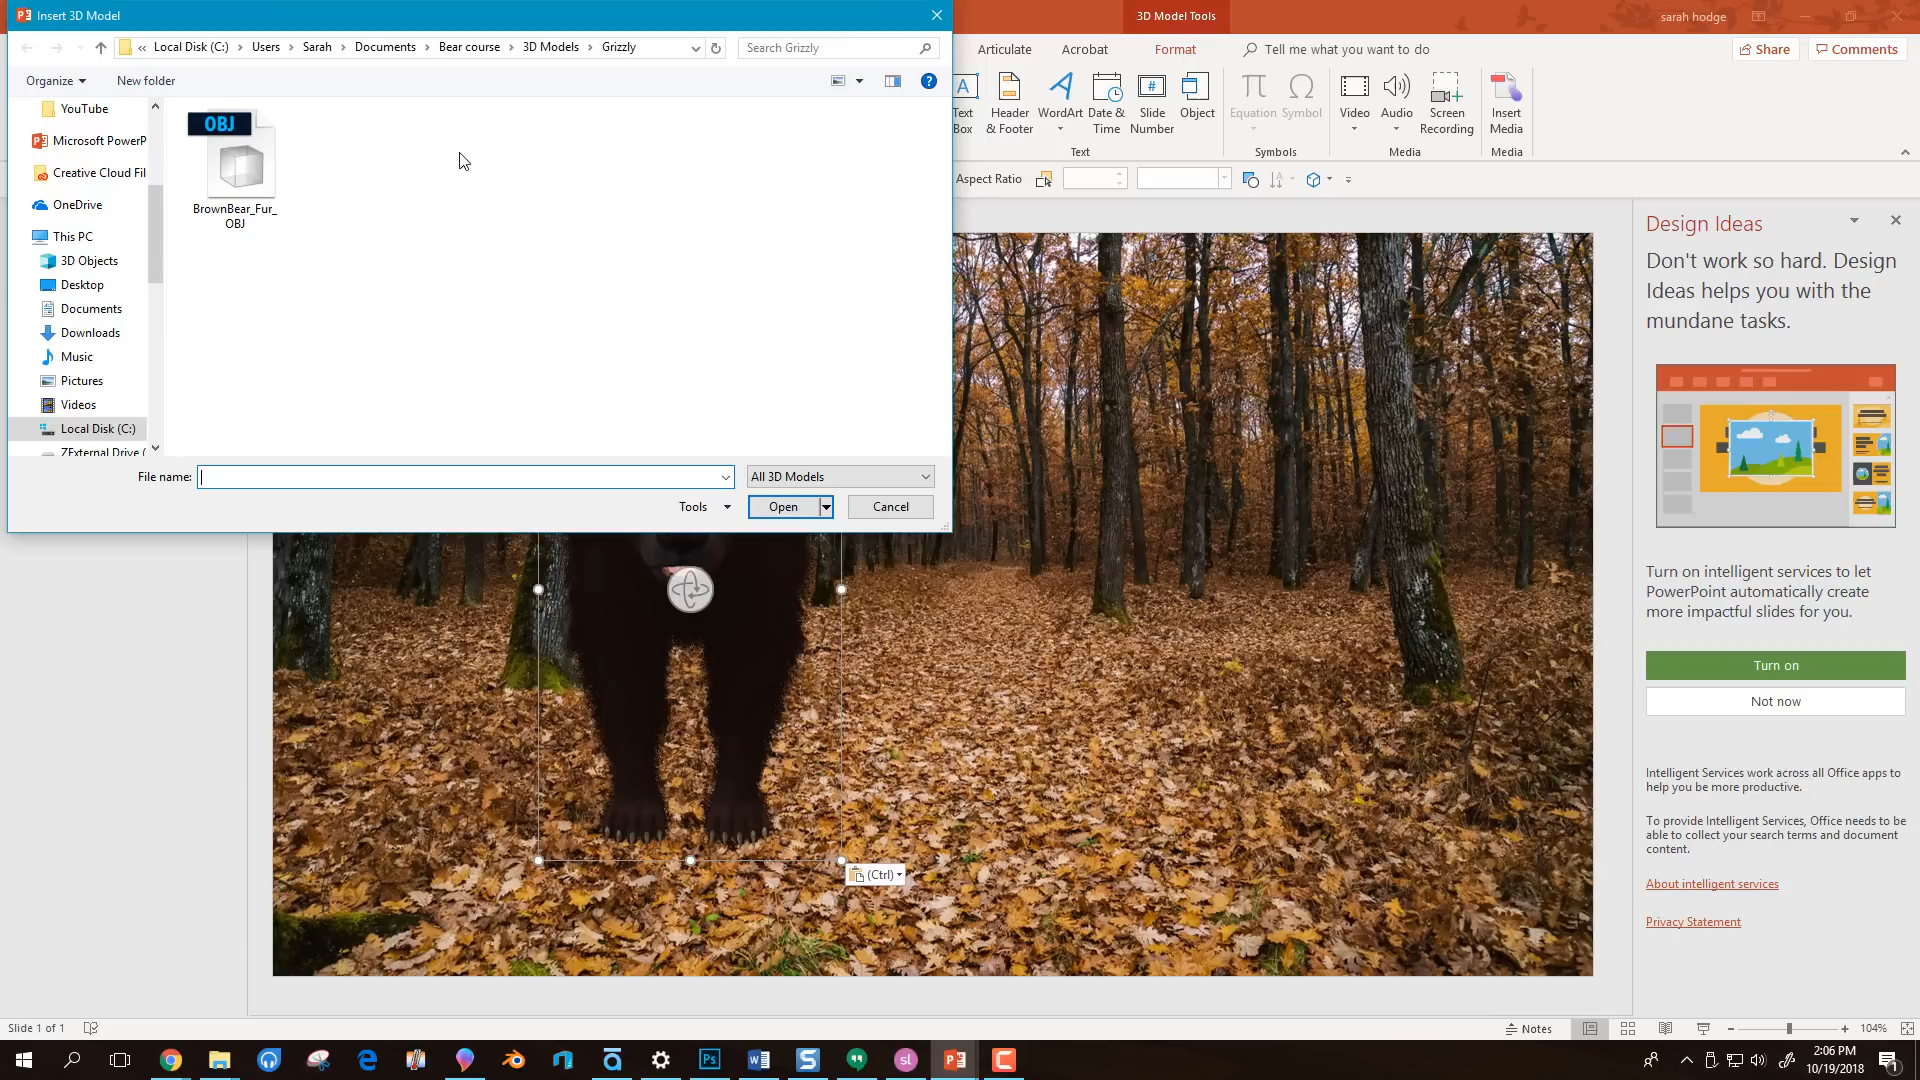 Insert 3D Model
3D Model Tools
sarah hodge
« Local Disk (C:) > Users > Sarah > Documents > Bear course > 3D Models > Grizzly
Search Grizzly
Articulate
Acrobat
Format
Tell me what you want to do
Share
Comments
Organize
New folder
YouTube
Microsoft PowerP
Creative Cloud Fil
OneDrive
This PC
3D Objects
Desktop
Documents
Downloads
Music
Pictures
Videos
Local Disk (C:)
ZExternal Drive (
OBJ
BrownBear_Fur_
OBJ
File name:
All 3D Models
Tools
Open
Cancel
Text
Box
Header
& Footer
WordArt
Date &
Time
Slide
Number
Object
Equation
Symbol
Video
Audio
Screen
Recording
Insert
Media
Text
Symbols
Media
Media
Aspect Ratio
Design Ideas
Don't work so hard. Design
Ideas helps you with the
mundane tasks.
Turn on intelligent services to let
PowerPoint automatically create
more impactful slides for you.
Turn on
Not now
Intelligent Services work across all Office apps to
help you be more productive.
To provide Intelligent Services, Office needs to be
able to collect your search terms and document
content.
About intelligent services
Privacy Statement
(Ctrl)
Slide 1 of 1
Notes
104%
Ps
2:06 PM
10/19/2018